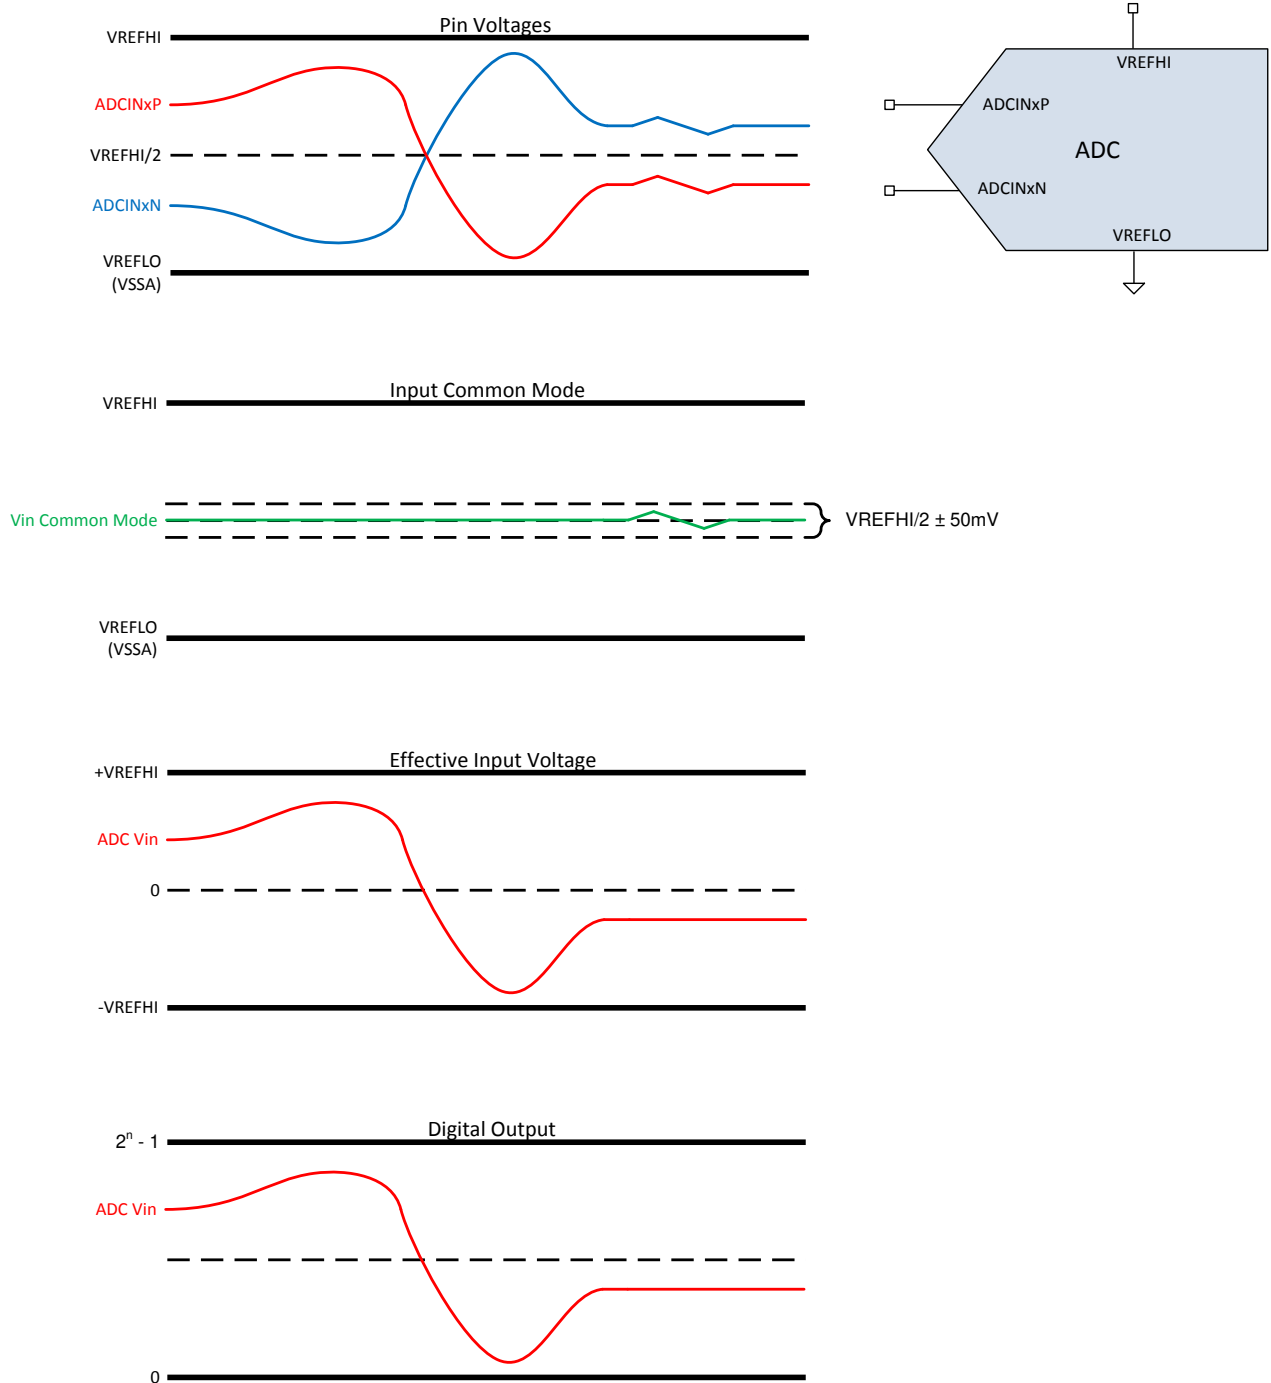 Pin Voltages
VREFHI
ADCINxP
VREFHI/2
ADCINxN
VREFLO
(VSSA)
VREFHI
ADCINxP
ADC
ADCINxN
VREFLO
Input Common Mode
VREFHI
Vin Common Mode
VREFHI/2 ± 50mV
VREFLO
(VSSA)
Effective Input Voltage
+VREFHI
ADC Vin
0
-VREFHI
Digital Output
2ⁿ - 1
ADC Vin
0